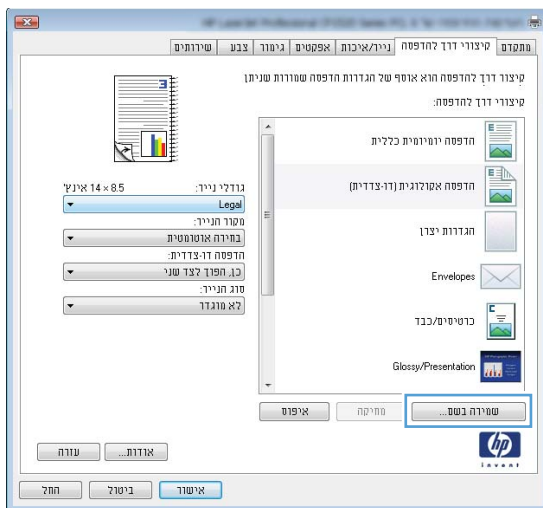 מתקדם קיצורי דרך להדפסה נייר/איכות אפקטים גימור צבע שירותים
קיצור דרך להדפסה הוא אוסף של הגדרות הדפסה שמורות שניתן
קיצורי דרך להדפסה:
הדפסה יומיומית כללית
הדפסה אקולוגית (דו-צדדית)
הגדרות יצרן
Envelopes
כרטיסים/כבד
Glossy/Presentation
גודלי נייר: 8.5 × 14 אינץ'
Legal
מקור הנייר:
בחירה אוטומטית
הדפסה דו-צדדית:
כן, הפוך לצד שני
סוג הנייר:
לא מוגדר
שמירה בשם... מחיקה איפוס
hp
invent
אודות... עזרה
אישור ביטול החל